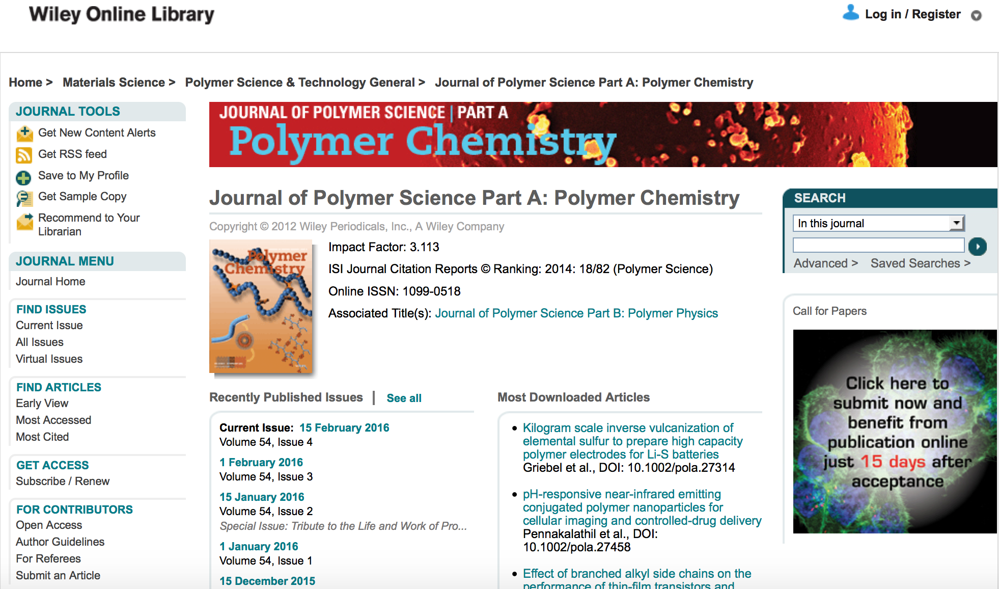 Wiley Online Library
Log in / Register
Home > Materials Science > Polymer Science & Technology General > Journal of Polymer Science Part A: Polymer Chemistry
JOURNAL TOOLS
Get New Content Alerts
Get RSS feed
Save to My Profile
Get Sample Copy
Recommend to Your
Librarian
JOURNAL MENU
Journal Home
FIND ISSUES
Current Issue
All Issues
Virtual Issues
FIND ARTICLES
Early View
Most Accessed
Most Cited
GET ACCESS
Subscribe / Renew
FOR CONTRIBUTORS
Open Access
Author Guidelines
For Referees
Submit an Article
JOURNAL OF POLYMER SCIENCE | PART A
Polymer Chemistry
Journal of Polymer Science Part A: Polymer Chemistry
Copyright © 2012 Wiley Periodicals, Inc., A Wiley Company
Polymer
Chemistry
Impact Factor: 3.113
ISI Journal Citation Reports © Ranking: 2014: 18/82 (Polymer Science)
Online ISSN: 1099-0518
Associated Title(s): Journal of Polymer Science Part B: Polymer Physics
Recently Published Issues | See all
Current Issue: 15 February 2016
Volume 54, Issue 4
1 February 2016
Volume 54, Issue 3
15 January 2016
Volume 54, Issue 2
Special Issue: Tribute to the Life and Work of Pro...
1 January 2016
Volume 54, Issue 1
15 December 2015
Most Downloaded Articles
• Kilogram scale inverse vulcanization of
elemental sulfur to prepare high capacity
polymer electrodes for Li-S batteries
Griebel et al., DOI: 10.1002/pola.27314
• pH-responsive near-infrared emitting
conjugated polymer nanoparticles for
cellular imaging and controlled-drug delivery
Pennakalathil et al., DOI:
10.1002/pola.27458
• Effect of branched alkyl side chains on the
performance of thin-film transistors and
SEARCH
In this journal
Advanced > Saved Searches >
Call for Papers
Click here to
submit now and
benefit from
publication online
just 15 days after
acceptance